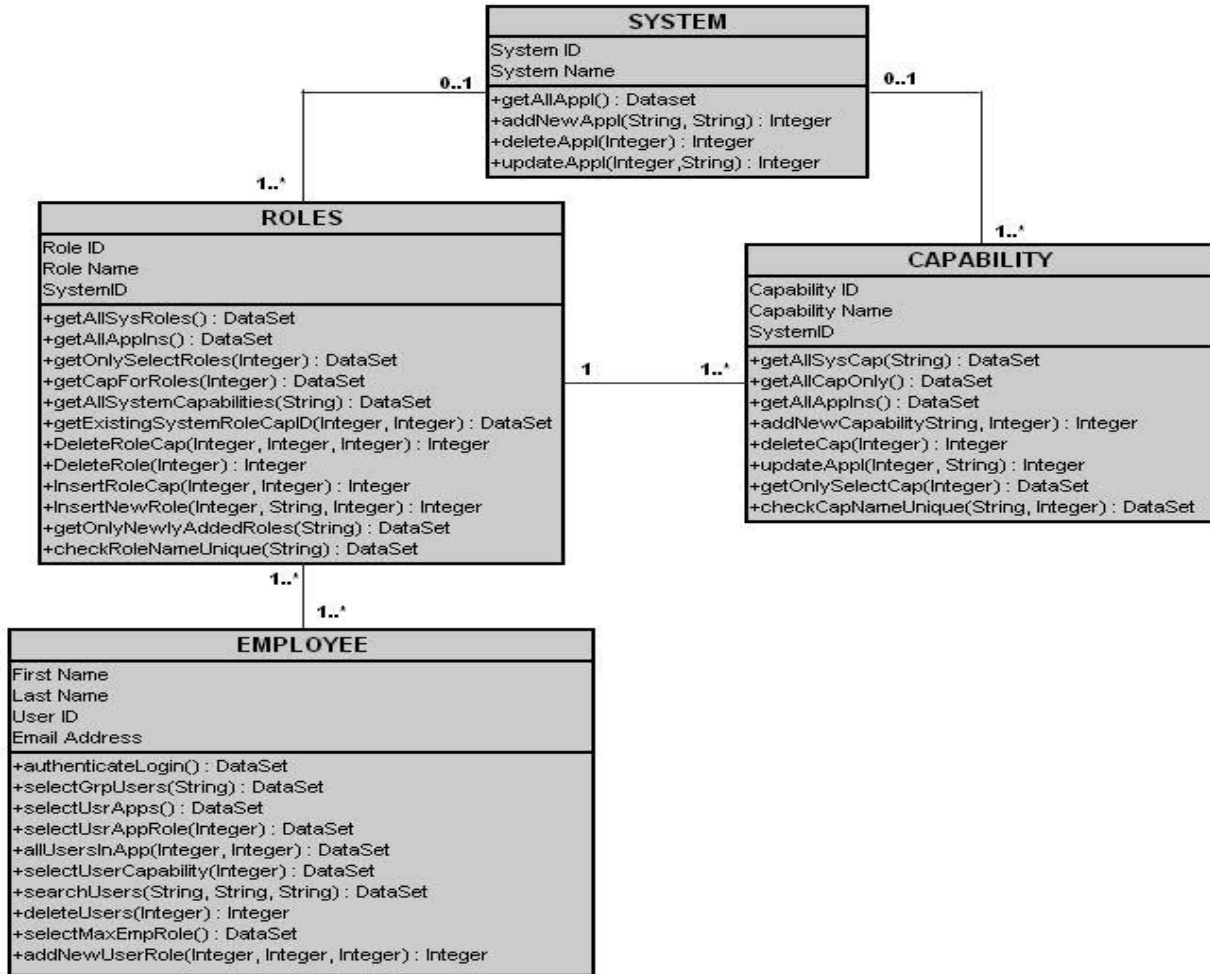 SYSTEM
System ID
System Name
+getAllAppl() : Dataset
+addNewAppl(String, String) : Integer
+deleteAppl(Integer) : Integer
+updateAppl(Integer,String) : Integer
0..1
0..1
1..*
1..*
ROLES
Role ID
Role Name
SystemID
+getAllSysRoles() : DataSet
+getAllAppIns() : DataSet
+getOnlySelectRoles(Integer) : DataSet
+getCapForRoles(Integer) : DataSet
+getAllSystemCapabilities(String) : DataSet
+getExistingSystemRoleCapID(Integer, Integer) : DataSet
+DeleteRoleCap(Integer, Integer, Integer) : Integer
+DeleteRole(Integer) : Integer
+InsertRoleCap(Integer, Integer) : Integer
+InsertNewRole(Integer, String, Integer) : Integer
+getOnlyNewlyAddedRoles(String) : DataSet
+checkRoleNameUnique(String) : DataSet
1
1..*
CAPABILITY
Capability ID
Capability Name
SystemID
+getAllSysCap(String) : DataSet
+getAllCapOnly() : DataSet
+getAllAppIns() : DataSet
+addNewCapabilityString, Integer) : Integer
+deleteCap(Integer) : Integer
+updateAppl(Integer, String) : Integer
+getOnlySelectCap(Integer) : DataSet
+checkCapNameUnique(String, Integer) : DataSet
1..*
1..*
EMPLOYEE
First Name
Last Name
User ID
Email Address
+authenticateLogin() : DataSet
+selectGrpUsers(String) : DataSet
+selectUsrApps() : DataSet
+selectUsrAppRole(Integer) : DataSet
+allUsersInApp(Integer, Integer) : DataSet
+selectUserCapability(Integer) : DataSet
+searchUsers(String, String, String) : DataSet
+deleteUsers(Integer) : Integer
+selectMaxEmpRole() : DataSet
+addNewUserRole(Integer, Integer, Integer) : Integer